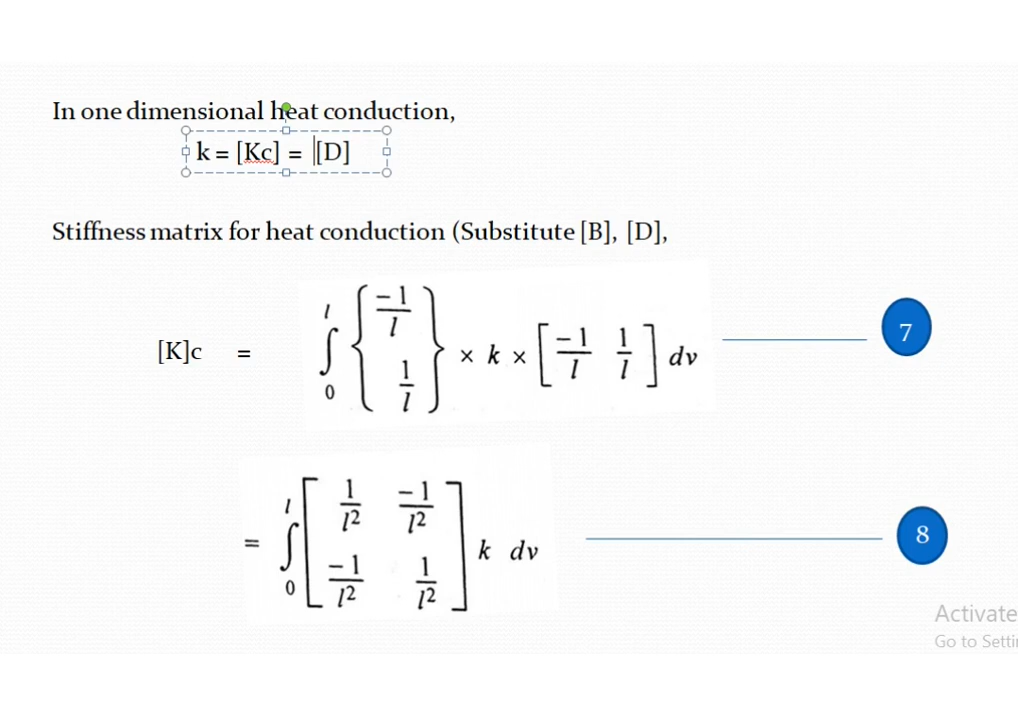 In one dimensional heat conduction,
k = [Kc] = [D]
Stiffness matrix for heat conduction (Substitute [B], [D],
[K]c = ∫₀ˡ { −1/l  1/l } × k × [ −1/l  1/l ] dv  7
= ∫₀ˡ [ 1/l²  −1/l²  −1/l²  1/l² ] k dv  8
Activate
Go to Setti